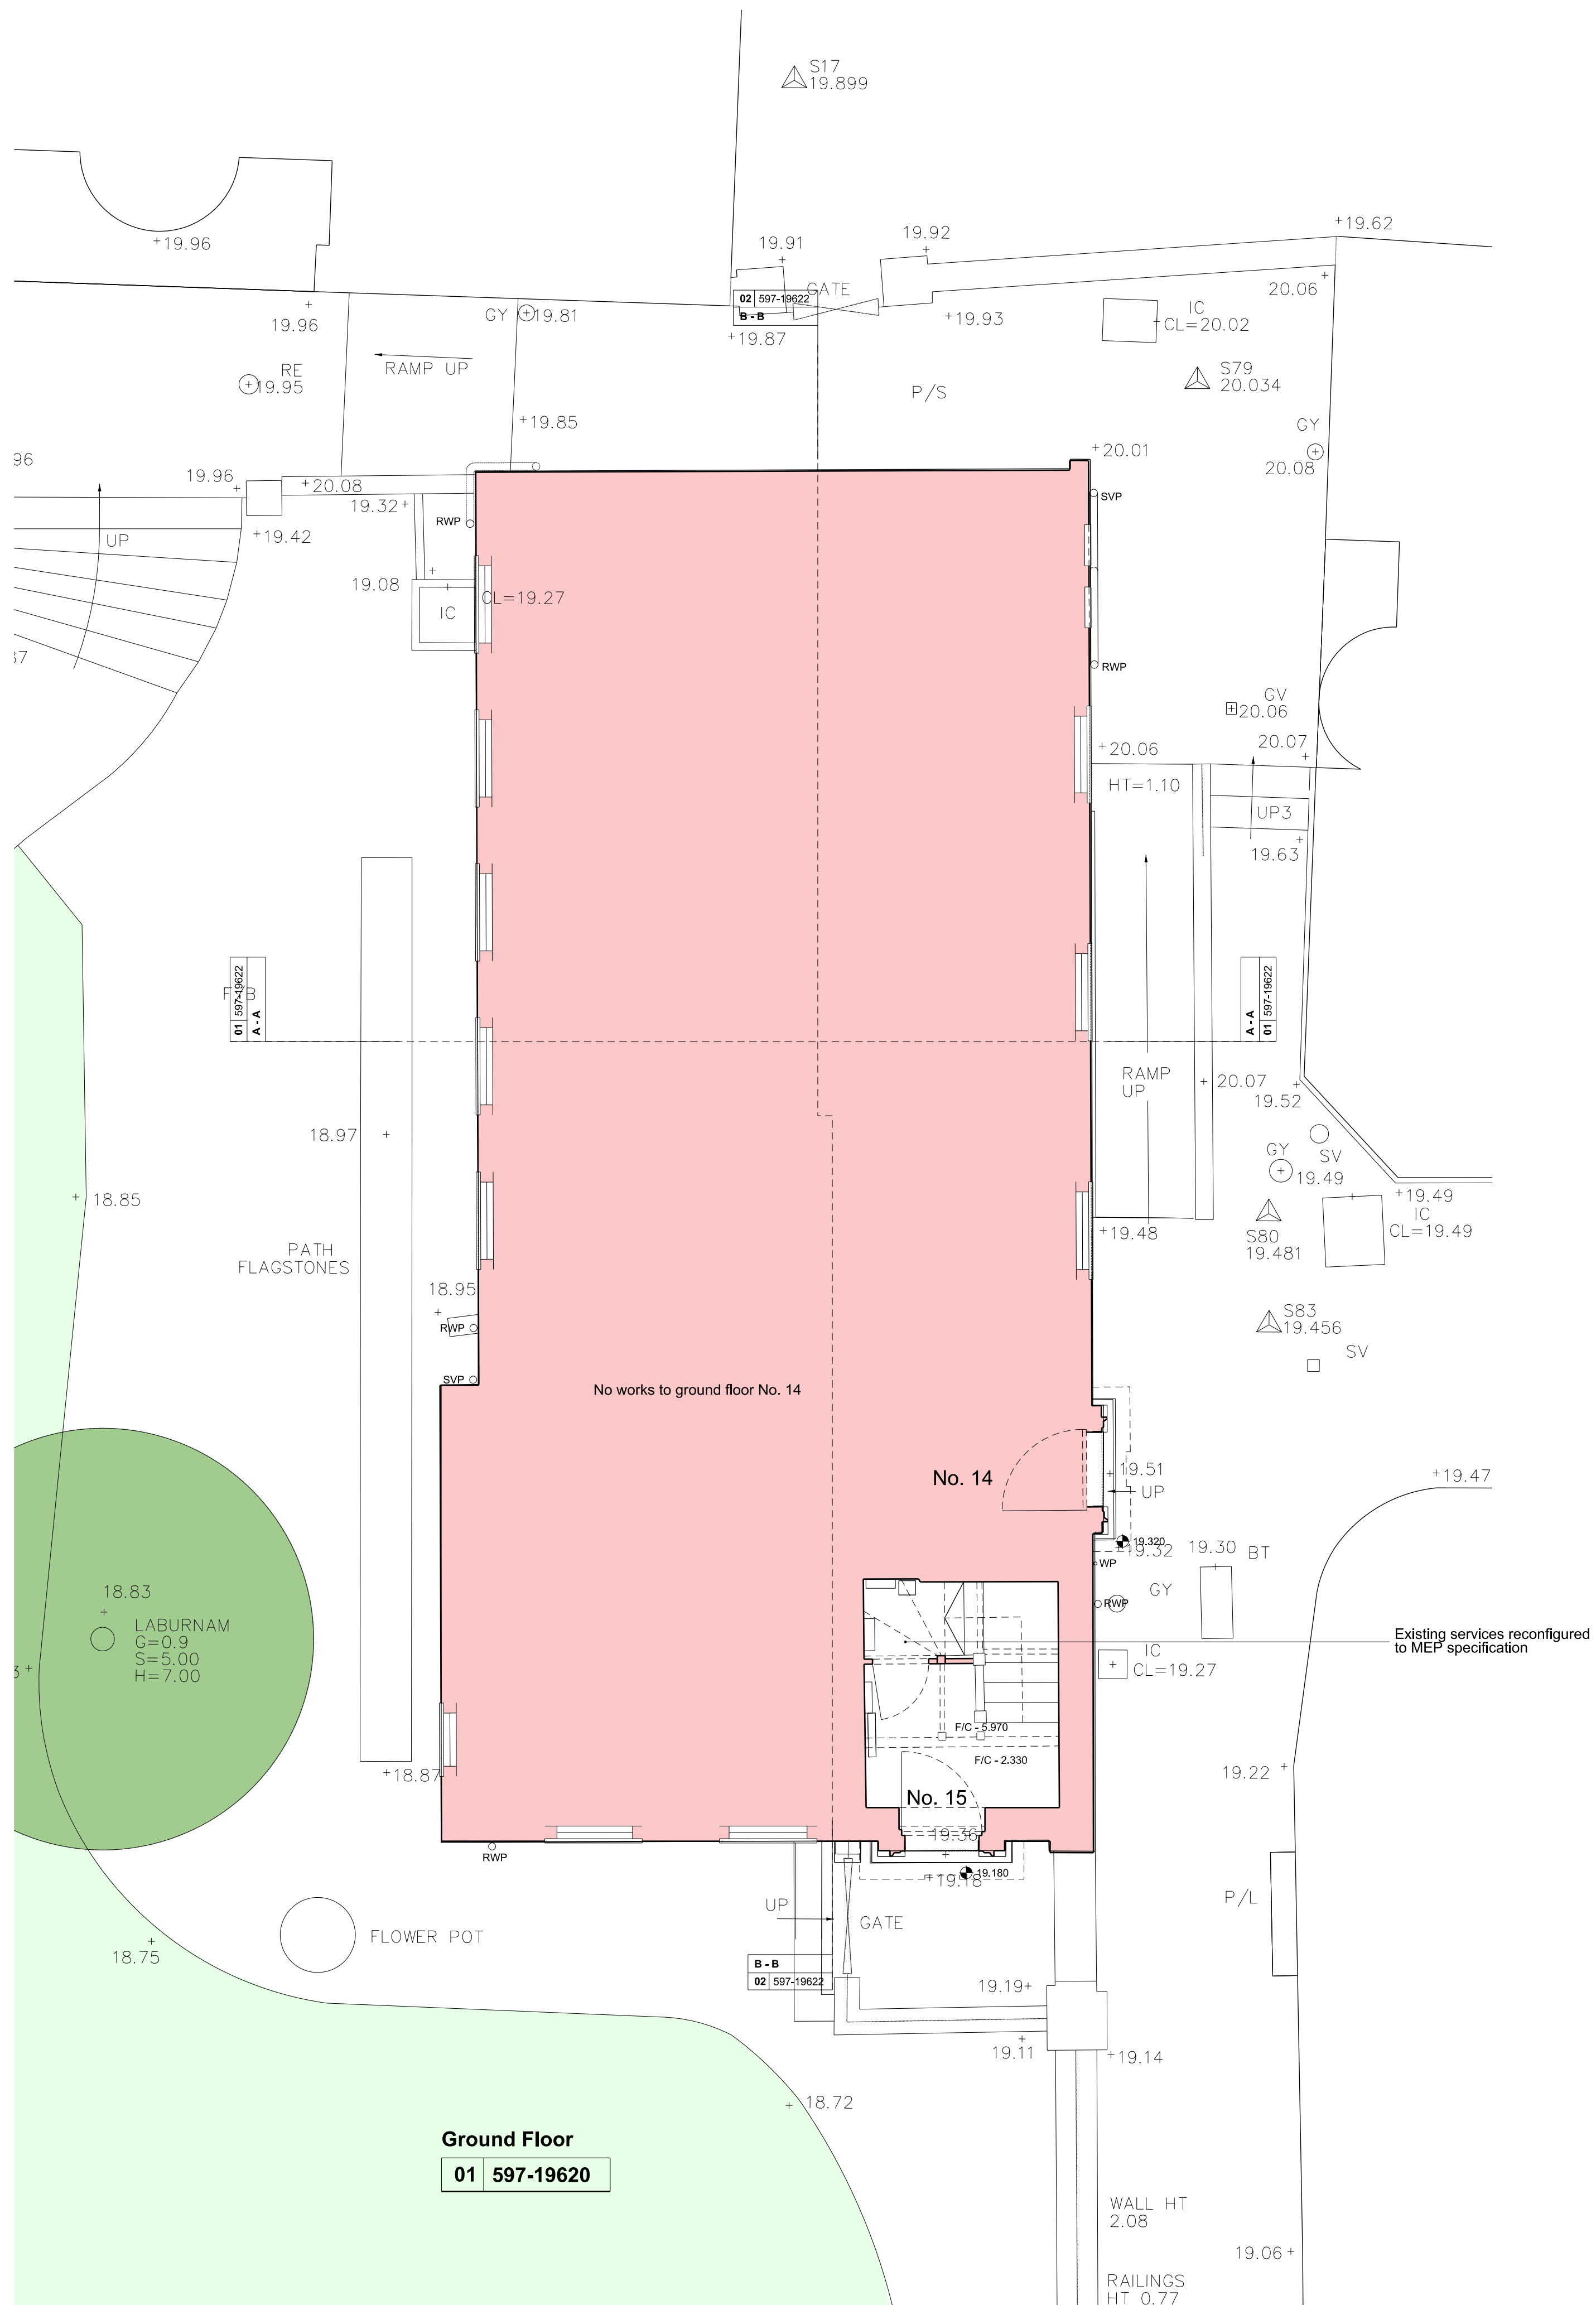 S17
19.899
19.96
19.91
19.92
19.62
GATE
20.06
02 597-19622
B - B
19.87
19.93
IC
CL=20.02
19.96
GY 19.81
RAMP UP
RE
19.95
S79
20.034
P/S
19.85
GY
20.08
20.01
96
19.96
20.08
19.32
RWP
SVP
19.42
UP
19.08
IC
CL=19.27
RWP
37
GV
20.06
20.07
20.06
HT=1.10
UP3
19.63
01 597-19622
A - A
A - A
01 597-19622
RAMP
UP
20.07
19.52
18.97
GY
SV
19.49
18.85
19.49
IC
CL=19.49
S80
19.481
19.48
PATH
FLAGSTONES
18.95
RWP
S83
19.456
SV
SVP
No works to ground floor No. 14
No. 14
19.51
UP
19.47
19.320
19.32
19.30
BT
WP
GY
RWP
18.83
LABURNAM
G=0.9
S=5.00
H=7.00
3
Existing services reconfigured
to MEP specification
IC
CL=19.27
F/C - 5.970
F/C - 2.330
18.87
19.22
No. 15
19.36
RWP
19.180
19.18
UP
GATE
P/L
FLOWER POT
18.75
B - B
02 597-19622
19.19
19.11
19.14
18.72
Ground Floor
01 597-19620
WALL HT
2.08
19.06
RAILINGS
HT 0.77